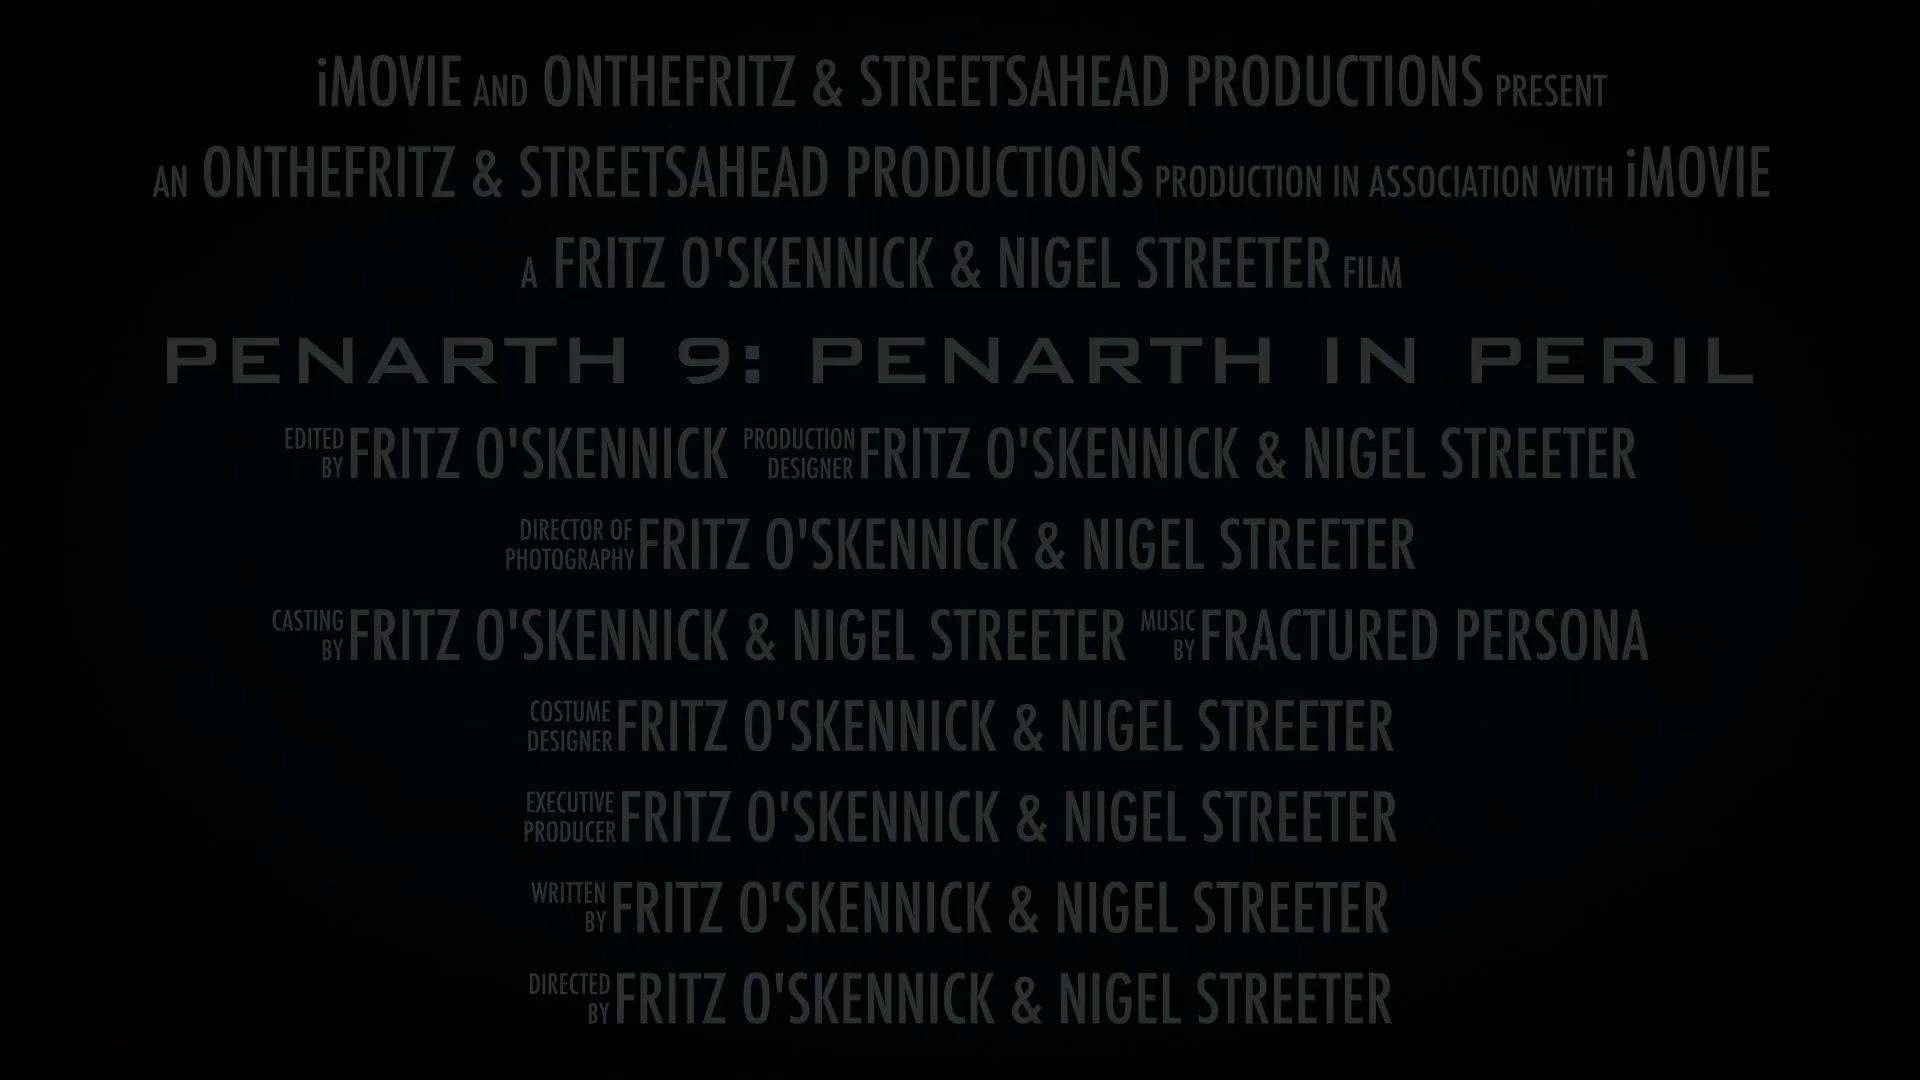 iMOVIE AND ONTHEFRITZ & STREETSAHEAD PRODUCTIONS PRESENT
AN ONTHEFRITZ & STREETSAHEAD PRODUCTIONS PRODUCTION IN ASSOCIATION WITH iMOVIE
A FRITZ O'SKENNICK & NIGEL STREETER FILM
PENARTH 9: PENARTH IN PERIL
EDITED BY FRITZ O'SKENNICK PRODUCTION DESIGNER FRITZ O'SKENNICK & NIGEL STREETER
DIRECTOR OF PHOTOGRAPHY FRITZ O'SKENNICK & NIGEL STREETER
CASTING BY FRITZ O'SKENNICK & NIGEL STREETER MUSIC BY FRACTURED PERSONA
COSTUME DESIGNER FRITZ O'SKENNICK & NIGEL STREETER
EXECUTIVE PRODUCER FRITZ O'SKENNICK & NIGEL STREETER
WRITTEN BY FRITZ O'SKENNICK & NIGEL STREETER
DIRECTED BY FRITZ O'SKENNICK & NIGEL STREETER